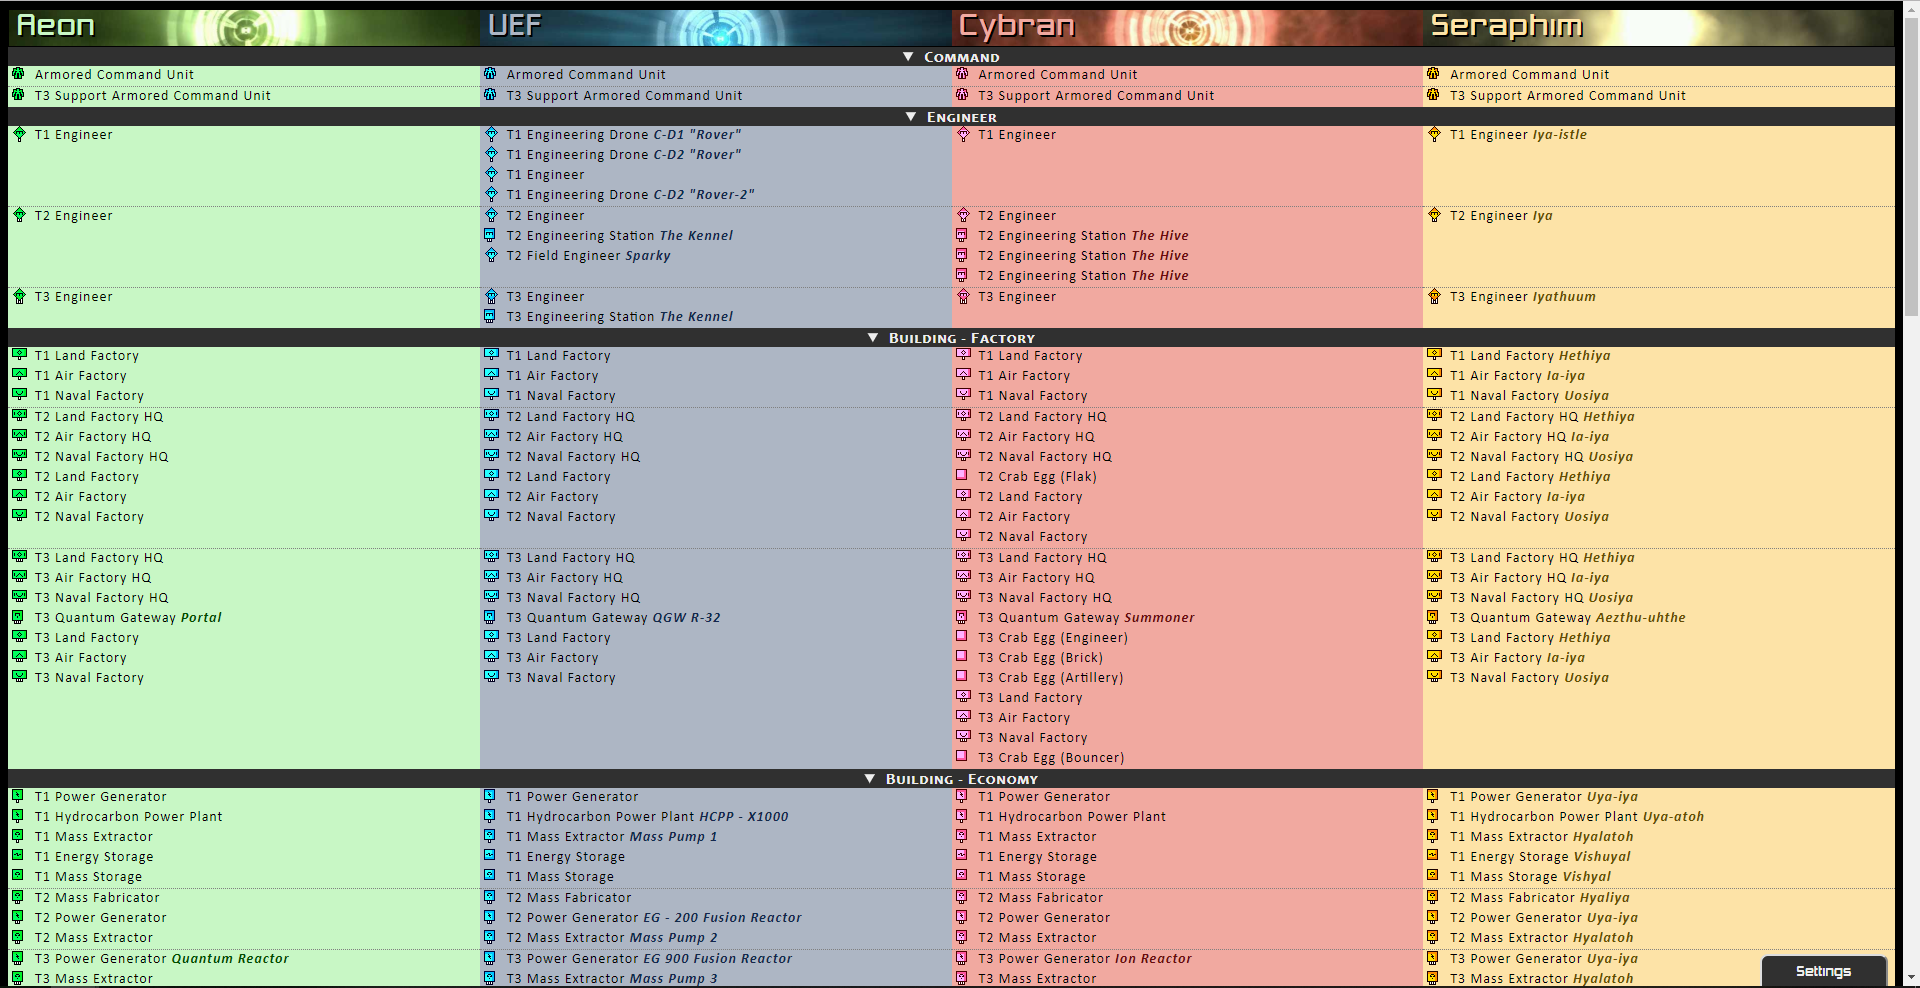 Aeon UEF Cybran Seraphim
▼ Command
Armored Command Unit Armored Command Unit Armored Command Unit Armored Command Unit
T3 Support Armored Command Unit T3 Support Armored Command Unit T3 Support Armored Command Unit T3 Support Armored Command Unit
▼ Engineer
T1 Engineer T1 Engineering Drone C-D1 "Rover" T1 Engineer T1 Engineer Iya-istle
T1 Engineering Drone C-D2 "Rover"
T1 Engineer
T1 Engineering Drone C-D2 "Rover-2"
T2 Engineer T2 Engineer T2 Engineer T2 Engineer Iya
T2 Engineering Station The Kennel T2 Engineering Station The Hive
T2 Field Engineer Sparky T2 Engineering Station The Hive
T2 Engineering Station The Hive
T3 Engineer T3 Engineer T3 Engineer T3 Engineer Iyathuum
T3 Engineering Station The Kennel
▼ Building - Factory
T1 Land Factory T1 Land Factory T1 Land Factory T1 Land Factory Hethiya
T1 Air Factory T1 Air Factory T1 Air Factory T1 Air Factory Ia-iya
T1 Naval Factory T1 Naval Factory T1 Naval Factory T1 Naval Factory Uosiya
T2 Land Factory HQ T2 Land Factory HQ T2 Land Factory HQ T2 Land Factory HQ Hethiya
T2 Air Factory HQ T2 Air Factory HQ T2 Air Factory HQ T2 Air Factory HQ Ia-iya
T2 Naval Factory HQ T2 Naval Factory HQ T2 Naval Factory HQ T2 Naval Factory HQ Uosiya
T2 Land Factory T2 Land Factory T2 Crab Egg (Flak) T2 Land Factory Hethiya
T2 Air Factory T2 Air Factory T2 Land Factory T2 Air Factory Ia-iya
T2 Naval Factory T2 Naval Factory T2 Air Factory T2 Naval Factory Uosiya
T2 Naval Factory
T3 Land Factory HQ T3 Land Factory HQ T3 Land Factory HQ T3 Land Factory HQ Hethiya
T3 Air Factory HQ T3 Air Factory HQ T3 Air Factory HQ T3 Air Factory HQ Ia-iya
T3 Naval Factory HQ T3 Naval Factory HQ T3 Naval Factory HQ T3 Naval Factory HQ Uosiya
T3 Quantum Gateway Portal T3 Quantum Gateway QGW R-32 T3 Quantum Gateway Summoner T3 Quantum Gateway Aezthu-uhthe
T3 Land Factory T3 Land Factory T3 Crab Egg (Engineer) T3 Land Factory Hethiya
T3 Air Factory T3 Air Factory T3 Crab Egg (Brick) T3 Air Factory Ia-iya
T3 Naval Factory T3 Naval Factory T3 Crab Egg (Artillery) T3 Naval Factory Uosiya
T3 Land Factory
T3 Air Factory
T3 Naval Factory
T3 Crab Egg (Bouncer)
▼ Building - Economy
T1 Power Generator T1 Power Generator T1 Power Generator T1 Power Generator Uya-iya
T1 Hydrocarbon Power Plant T1 Hydrocarbon Power Plant HCPP - X1000 T1 Hydrocarbon Power Plant T1 Hydrocarbon Power Plant Uya-atoh
T1 Mass Extractor T1 Mass Extractor Mass Pump 1 T1 Mass Extractor T1 Mass Extractor Hyalatoh
T1 Energy Storage T1 Energy Storage T1 Energy Storage T1 Energy Storage Vishuyal
T1 Mass Storage T1 Mass Storage T1 Mass Storage T1 Mass Storage Vishyal
T2 Mass Fabricator T2 Mass Fabricator T2 Mass Fabricator T2 Mass Fabricator Hyaliya
T2 Power Generator T2 Power Generator EG - 200 Fusion Reactor T2 Power Generator T2 Power Generator Uya-iya
T2 Mass Extractor T2 Mass Extractor Mass Pump 2 T2 Mass Extractor T2 Mass Extractor Hyalatoh
T3 Power Generator Quantum Reactor T3 Power Generator EG 900 Fusion Reactor T3 Power Generator Ion Reactor T3 Power Generator Uya-iya
T3 Mass Extractor T3 Mass Extractor Mass Pump 3 T3 Mass Extractor T3 Mass Extractor Hyalatoh
Settings